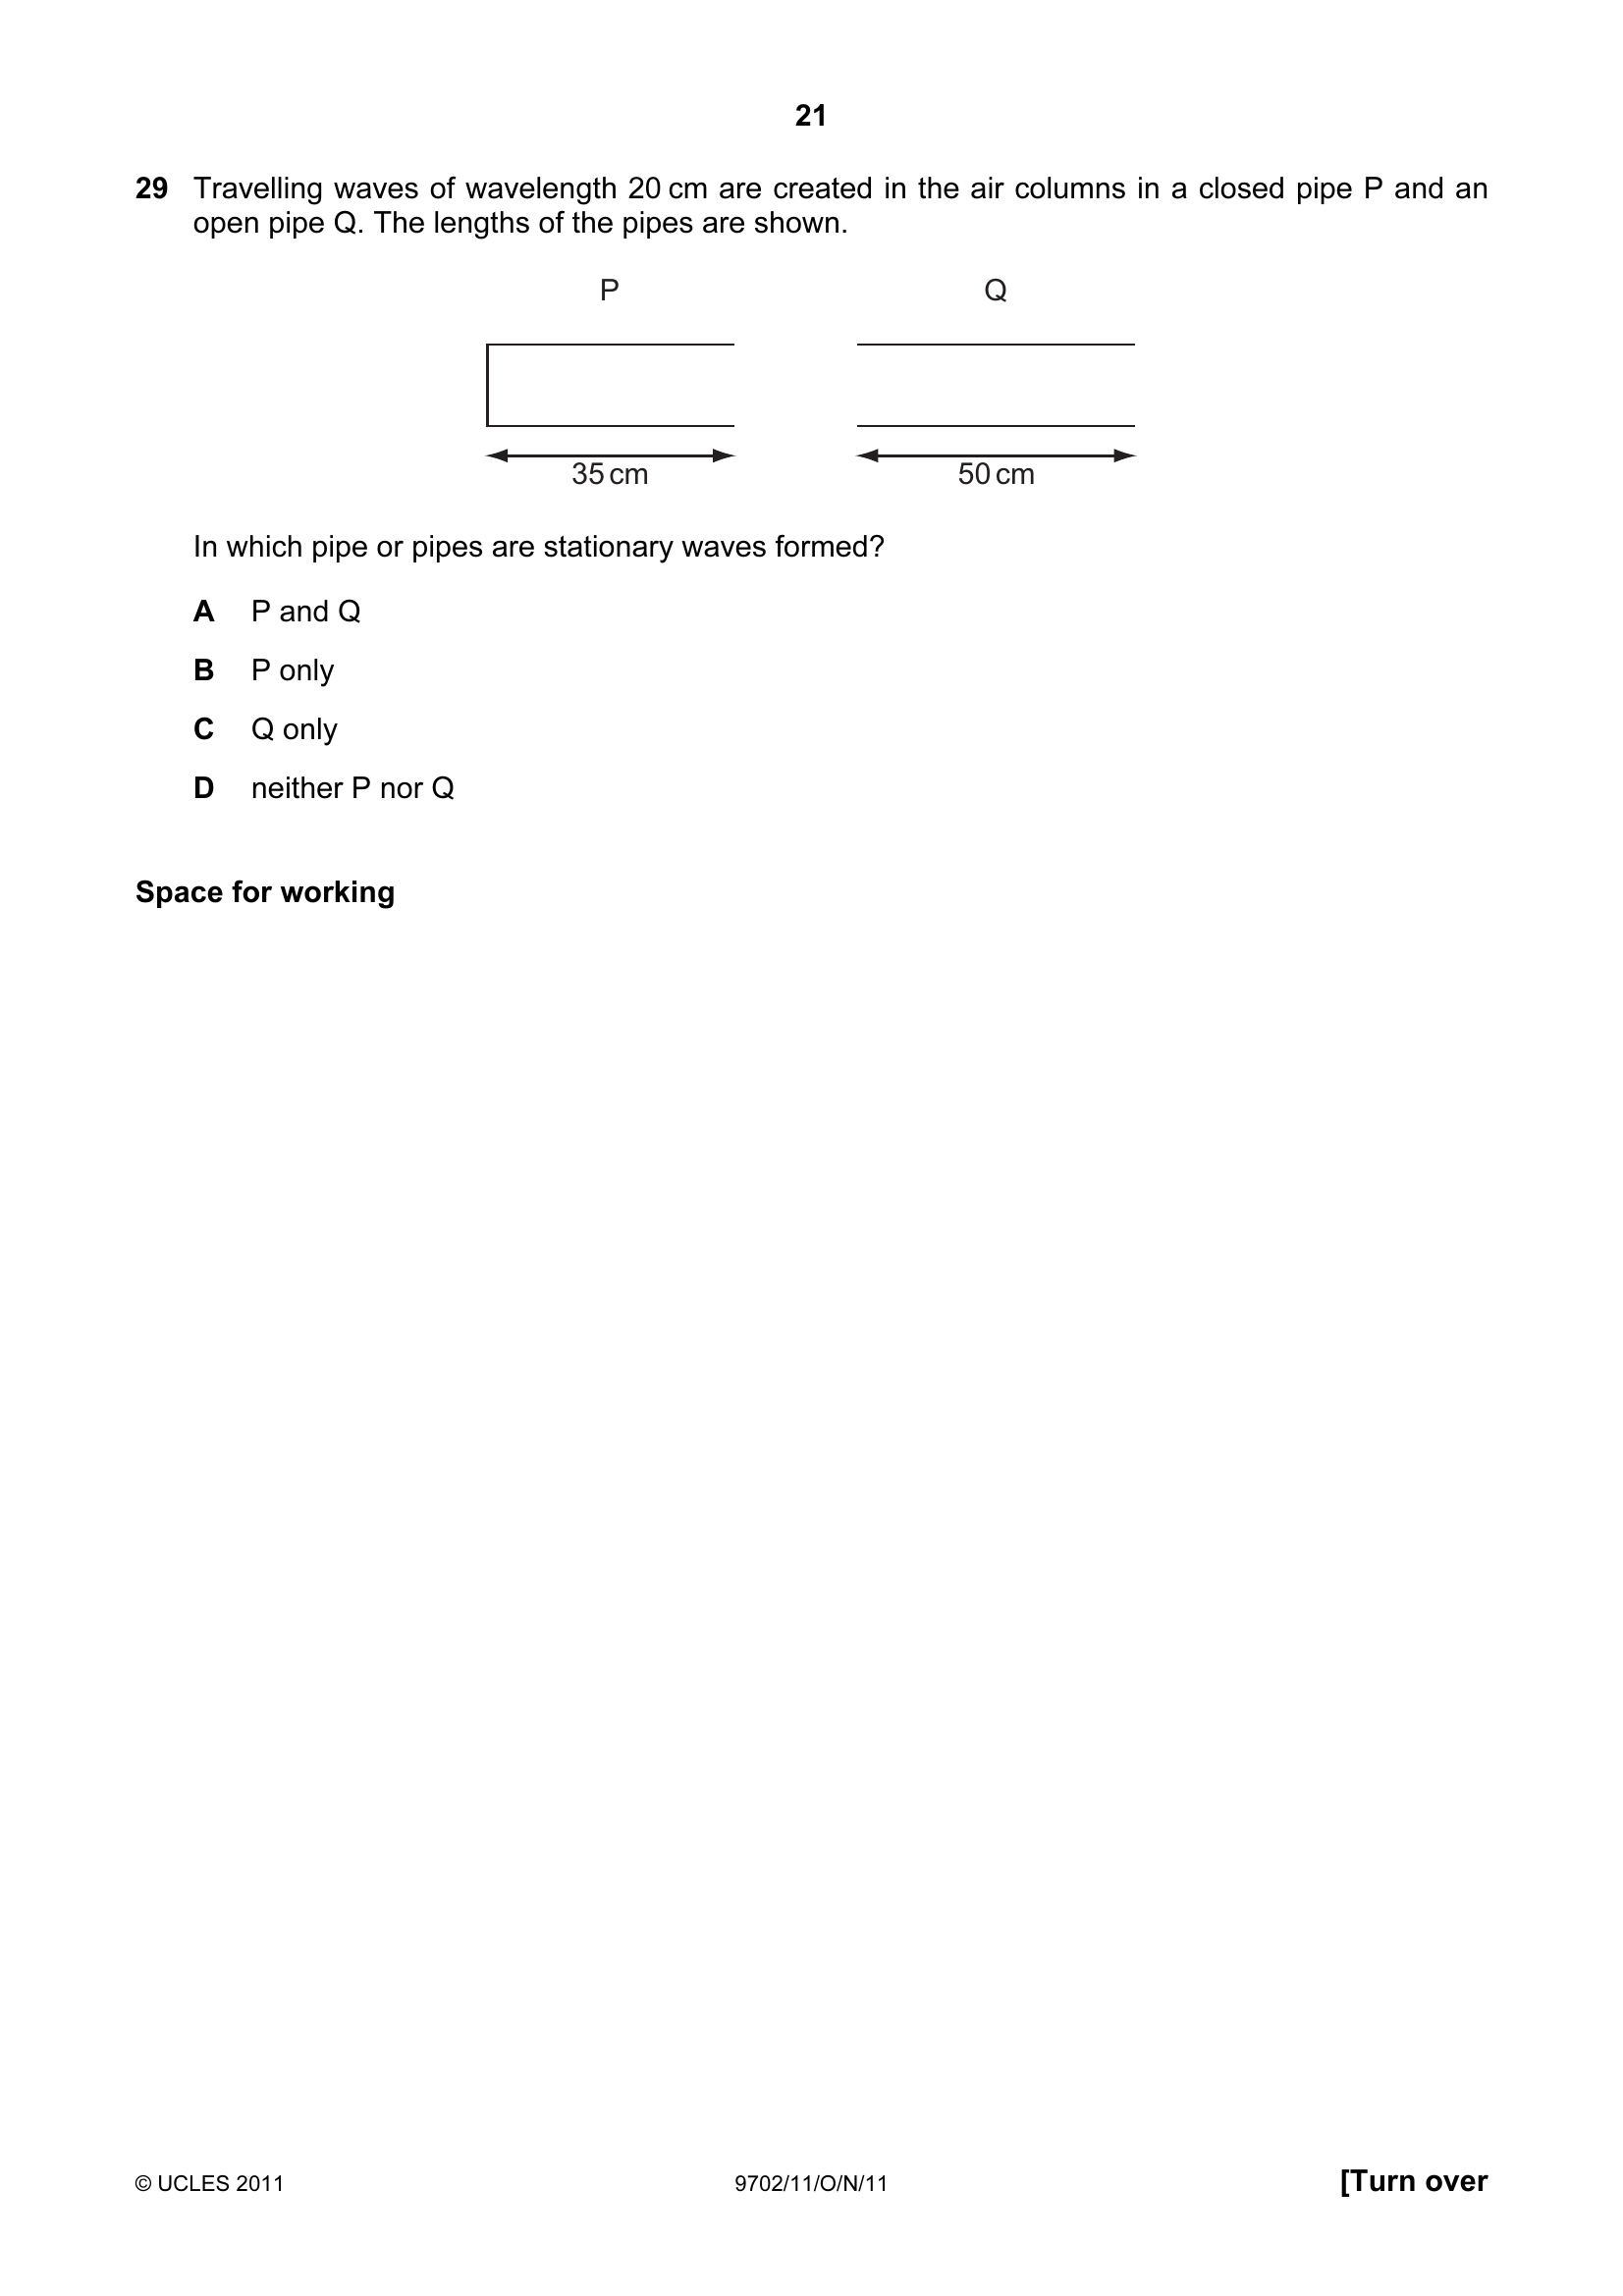 21
29 Travelling waves of wavelength 20 cm are created in the air columns in a closed pipe P and an
open pipe Q. The lengths of the pipes are shown.
P Q
35 cm 50 cm
In which pipe or pipes are stationary waves formed?
A P and Q
B P only
C Q only
D neither P nor Q
Space for working
© UCLES 2011 9702/11/O/N/11 [Turn over